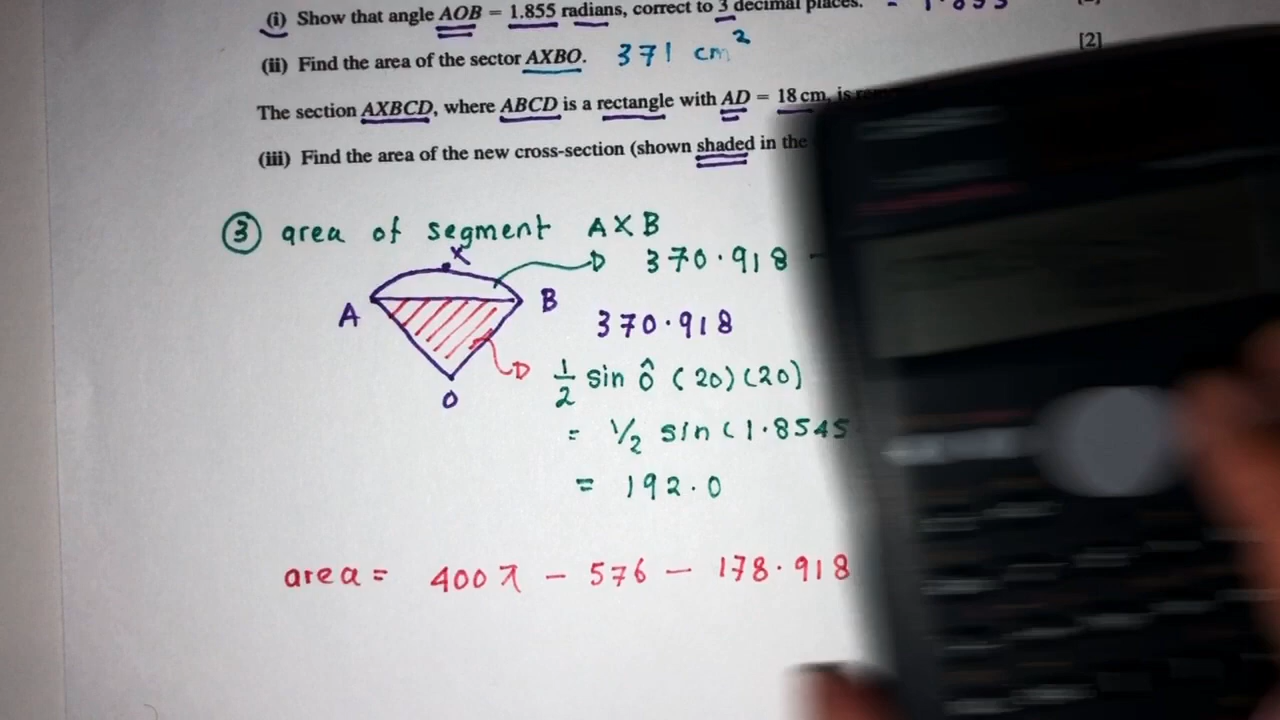 (i) Show that angle AOB = 1.855 radians, correct to 3 decimal places.
(ii) Find the area of the sector AXBO. 371 cm² [2]
The section AXBCD, where ABCD is a rectangle with AD = 18 cm, is
(iii) Find the area of the new cross-section (shown shaded in the
③ area of segment AXB
X
370.918 -
A B
370.918
1/2 sin ô (20)(20)
O
= 1/2 sin (1.8545
= 192.0
area = 400π - 576 - 178.918